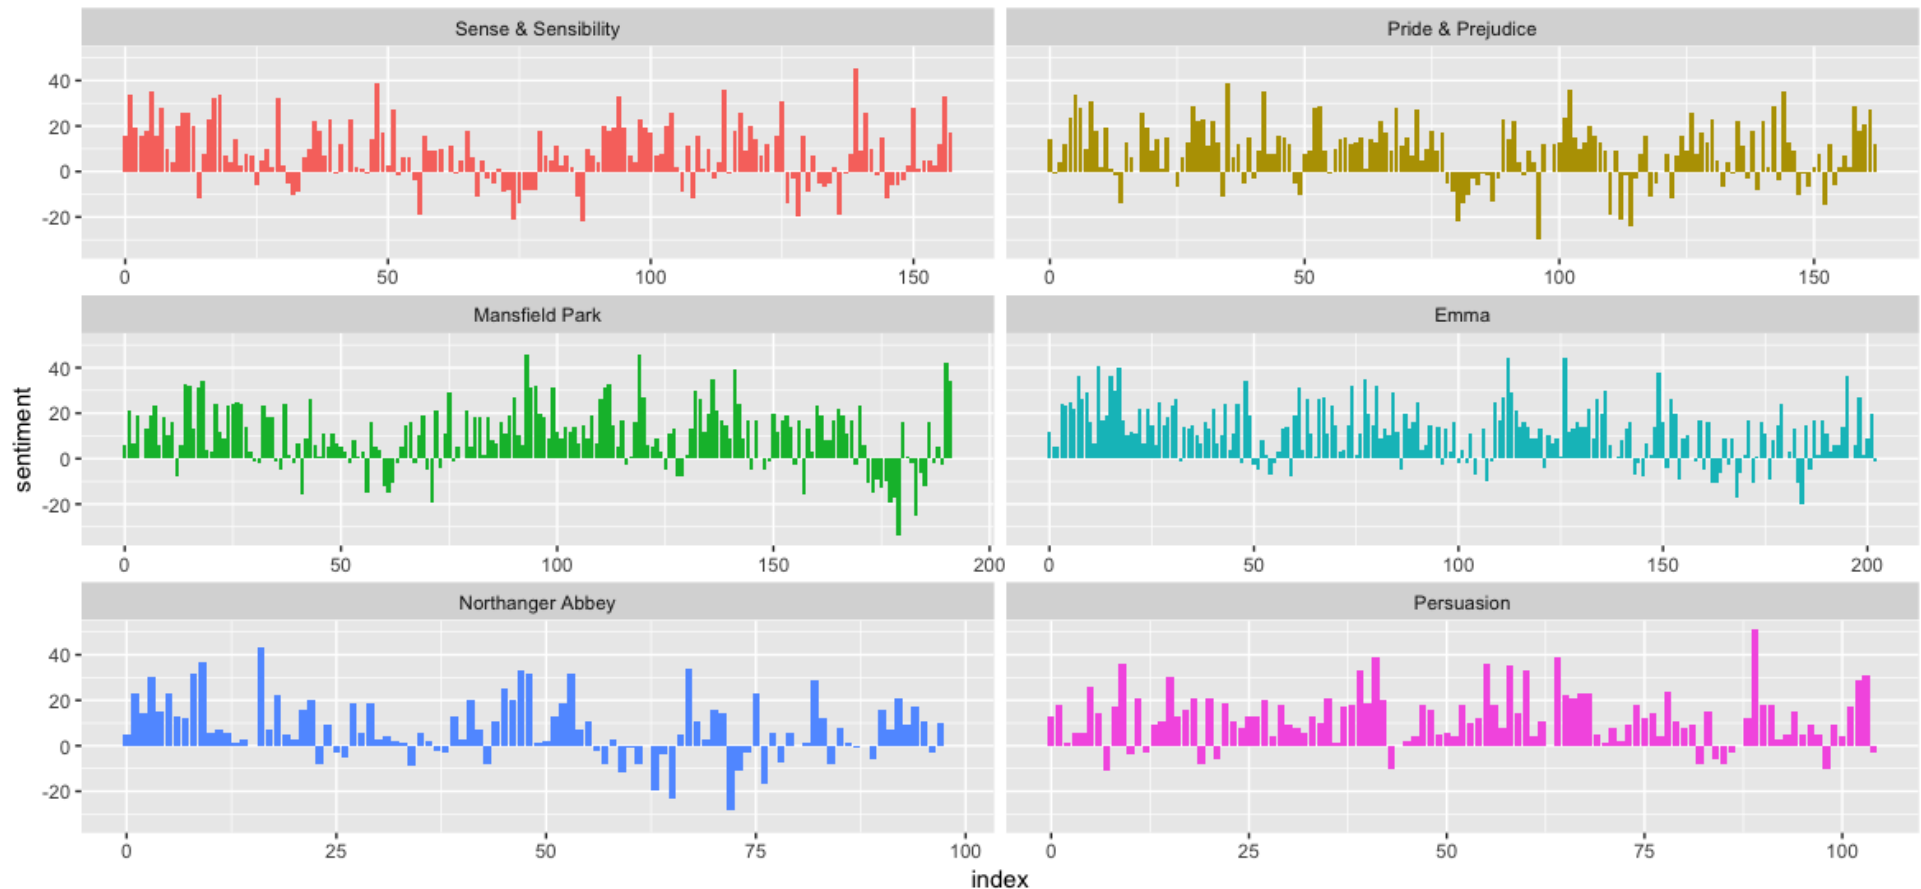 Sense & Sensibility
Pride & Prejudice
40
20
0
-20
0 50 100 150
0 50 100 150
Mansfield Park
Emma
sentiment
40
20
0
-20
0 50 100 150 200
0 50 100 150 200
Northanger Abbey
Persuasion
40
20
0
-20
0 25 50 75 100
0 25 50 75 100
index